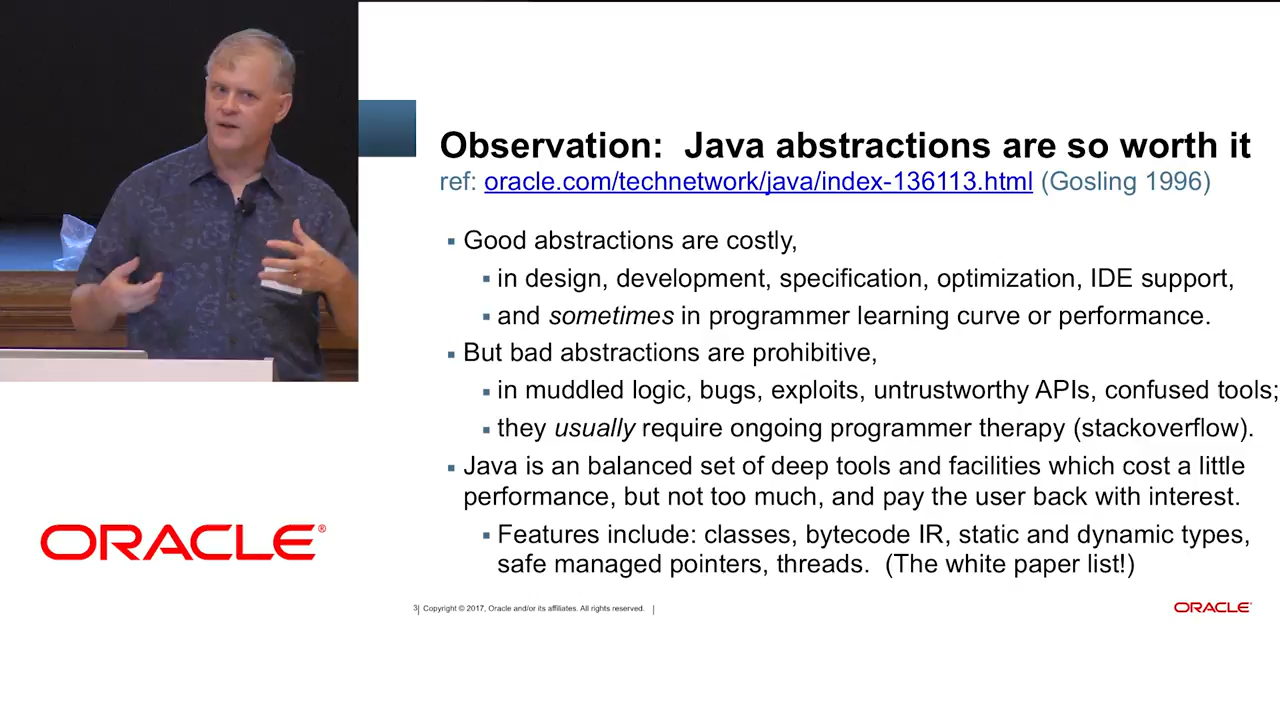 Observation:  Java abstractions are so worth it
ref: oracle.com/technetwork/java/index-136113.html (Gosling 1996)
▪ Good abstractions are costly,
▪ in design, development, specification, optimization, IDE support,
▪ and sometimes in programmer learning curve or performance.
▪ But bad abstractions are prohibitive,
▪ in muddled logic, bugs, exploits, untrustworthy APIs, confused tools;
▪ they usually require ongoing programmer therapy (stackoverflow).
▪ Java is an balanced set of deep tools and facilities which cost a little
performance, but not too much, and pay the user back with interest.
▪ Features include: classes, bytecode IR, static and dynamic types,
safe managed pointers, threads.  (The white paper list!)
ORACLE®
3 | Copyright © 2017, Oracle and/or its affiliates. All rights reserved. |
ORACLE®